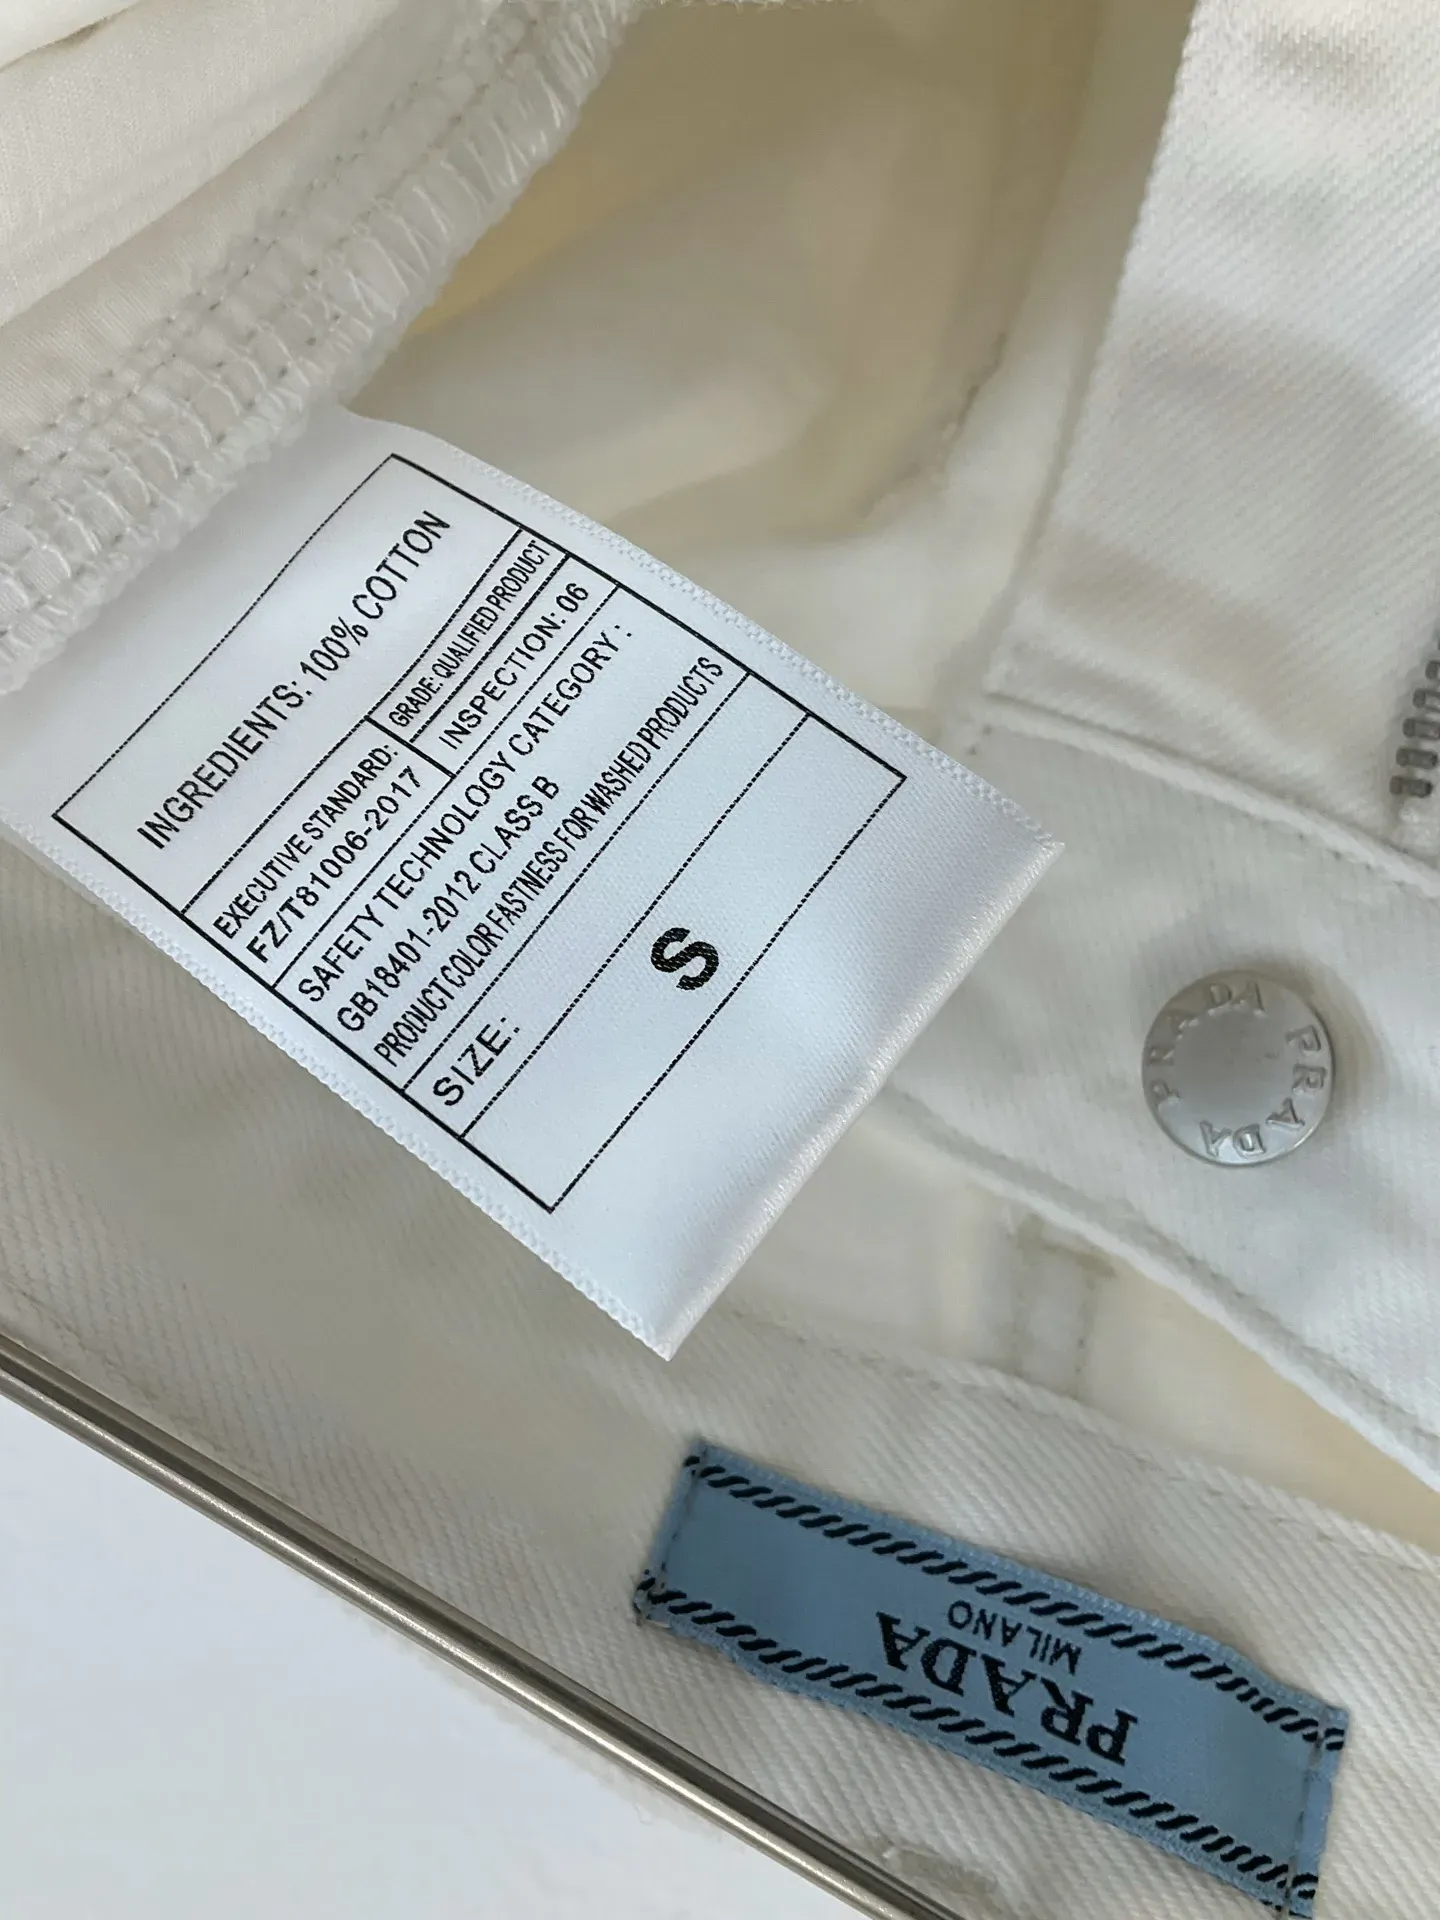 INGREDIENTS: 100% COTTON
EXECUTIVE STANDARD:
FZ/T81006-2017
GRADE: QUALIFIED PRODUCT
INSPECTION: 06
SAFETY TECHNOLOGY CATEGORY :
GB18401-2012 CLASS B
PRODUCT COLOR FASTNESS FOR WASHED PRODUCTS
SIZE:
S
PRADA PRADA PRADA
PRADA
MILANO